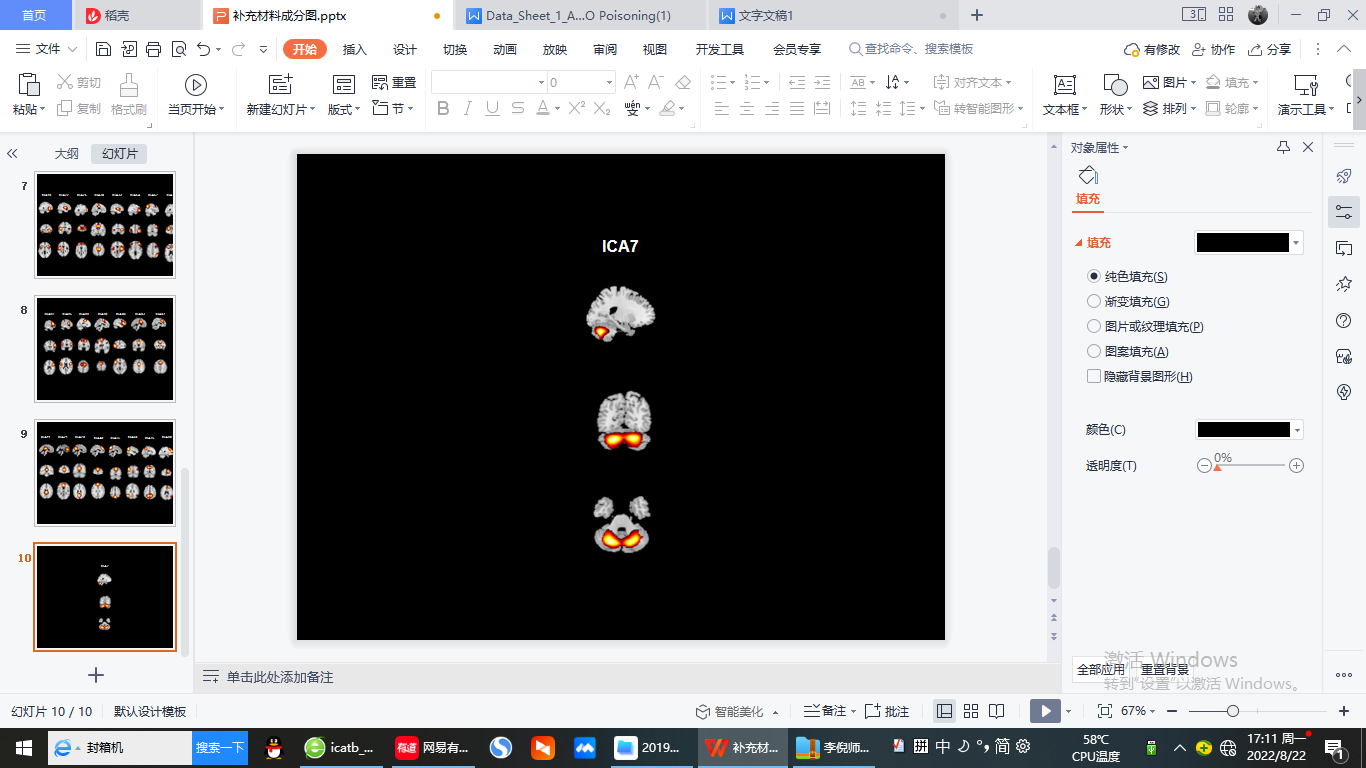 首页 稻壳 补充材料成分图.pptx Data_Sheet_1_A...O Poisoning(1) 文字文稿1
文件 开始 插入 设计 切换 动画 放映 审阅 视图 开发工具 会员专享 查找命令、搜索模板 有修改 协作 分享
粘贴 剪切 复制 格式刷 当页开始 新建幻灯片 版式 重置 节 0 B I U S A X² X₂ 对齐文本 转智能图形 文本框 形状 图片 排列 填充 轮廓 演示工具
大纲 幻灯片
7
8
9
10
ICA7
单击此处添加备注
对象属性
填充
填充
纯色填充(S)
渐变填充(G)
图片或纹理填充(P)
图案填充(A)
隐藏背景图形(H)
颜色(C)
透明度(T) 0%
全部应用 重置背景
激活 Windows
转到"设置"以激活 Windows。
幻灯片 10 / 10 默认设计模板 智能美化 备注 批注 67%
封箱机 搜索一下 icatb_... 有道 网易有... 2019... 补充材... 李倪师... 拼 中 简 58℃ 17:11 周一
CPU温度 2022/8/22 1